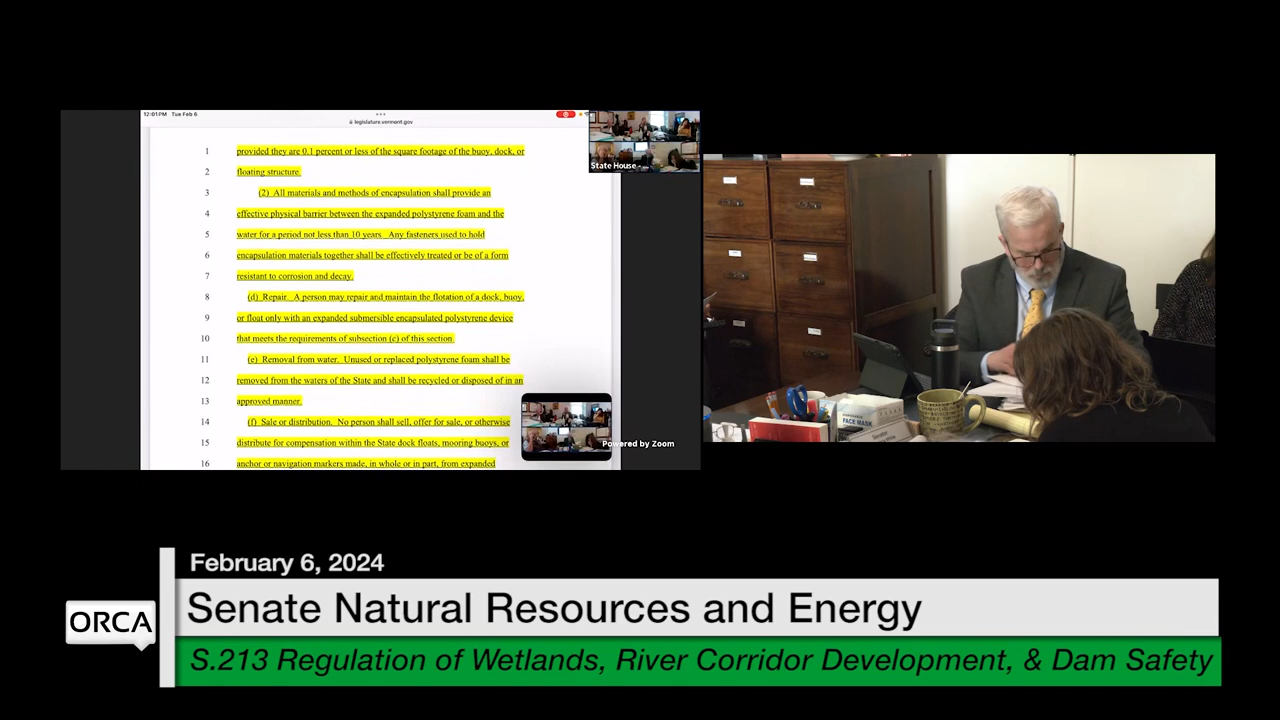 12:01PM Tue Feb 6
legislature.vermont.gov
State House -
1 provided they are 0.1 percent or less of the square footage of the buoy, dock, or
2 floating structure.
3 (2) All materials and methods of encapsulation shall provide an
4 effective physical barrier between the expanded polystyrene foam and the
5 water for a period not less than 10 years. Any fasteners used to hold
6 encapsulation materials together shall be effectively treated or be of a form
7 resistant to corrosion and decay.
8 (d) Repair. A person may repair and maintain the flotation of a dock, buoy,
9 or float only with an expanded submersible encapsulated polystyrene device
10 that meets the requirements of subsection (c) of this section.
11 (e) Removal from water. Unused or replaced polystyrene foam shall be
12 removed from the waters of the State and shall be recycled or disposed of in an
13 approved manner.
14 (f) Sale or distribution. No person shall sell, offer for sale, or otherwise
15 distribute for compensation within the State dock floats, mooring buoys, or
16 anchor or navigation markers made, in whole or in part, from expanded
Powered by Zoom
FACE MASK
February 6, 2024
Senate Natural Resources and Energy
ORCA
S.213 Regulation of Wetlands, River Corridor Development, & Dam Safety